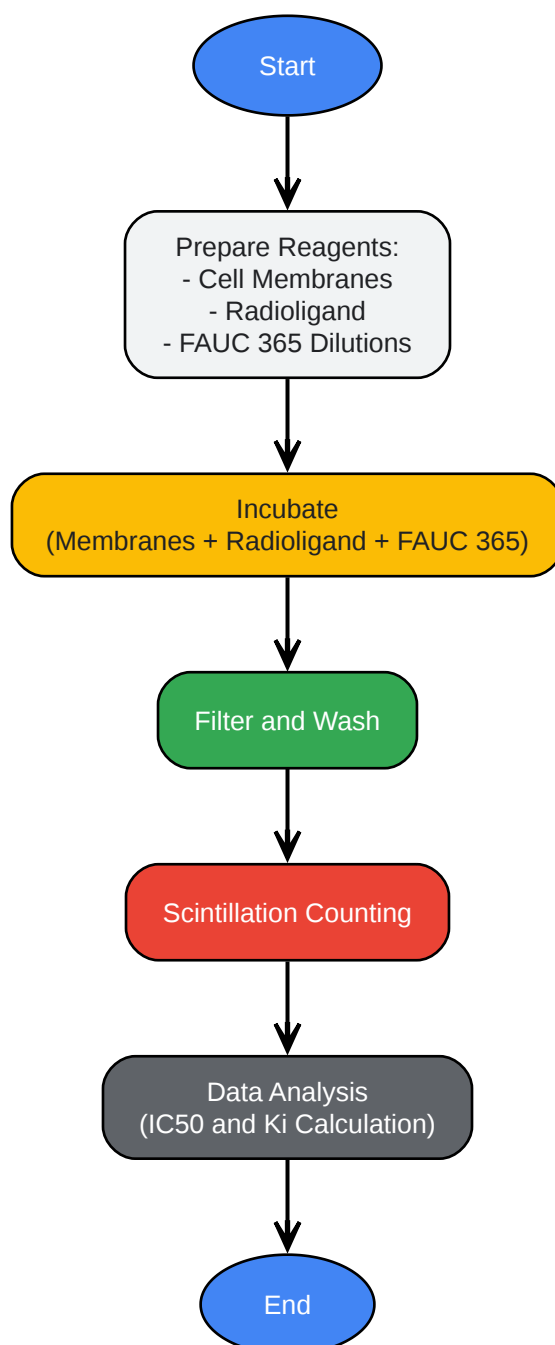 Start
Prepare Reagents:
- Cell Membranes
- Radioligand
- FAUC 365 Dilutions
Incubate
(Membranes + Radioligand + FAUC 365)
Filter and Wash
Scintillation Counting
Data Analysis
(IC50 and Ki Calculation)
End